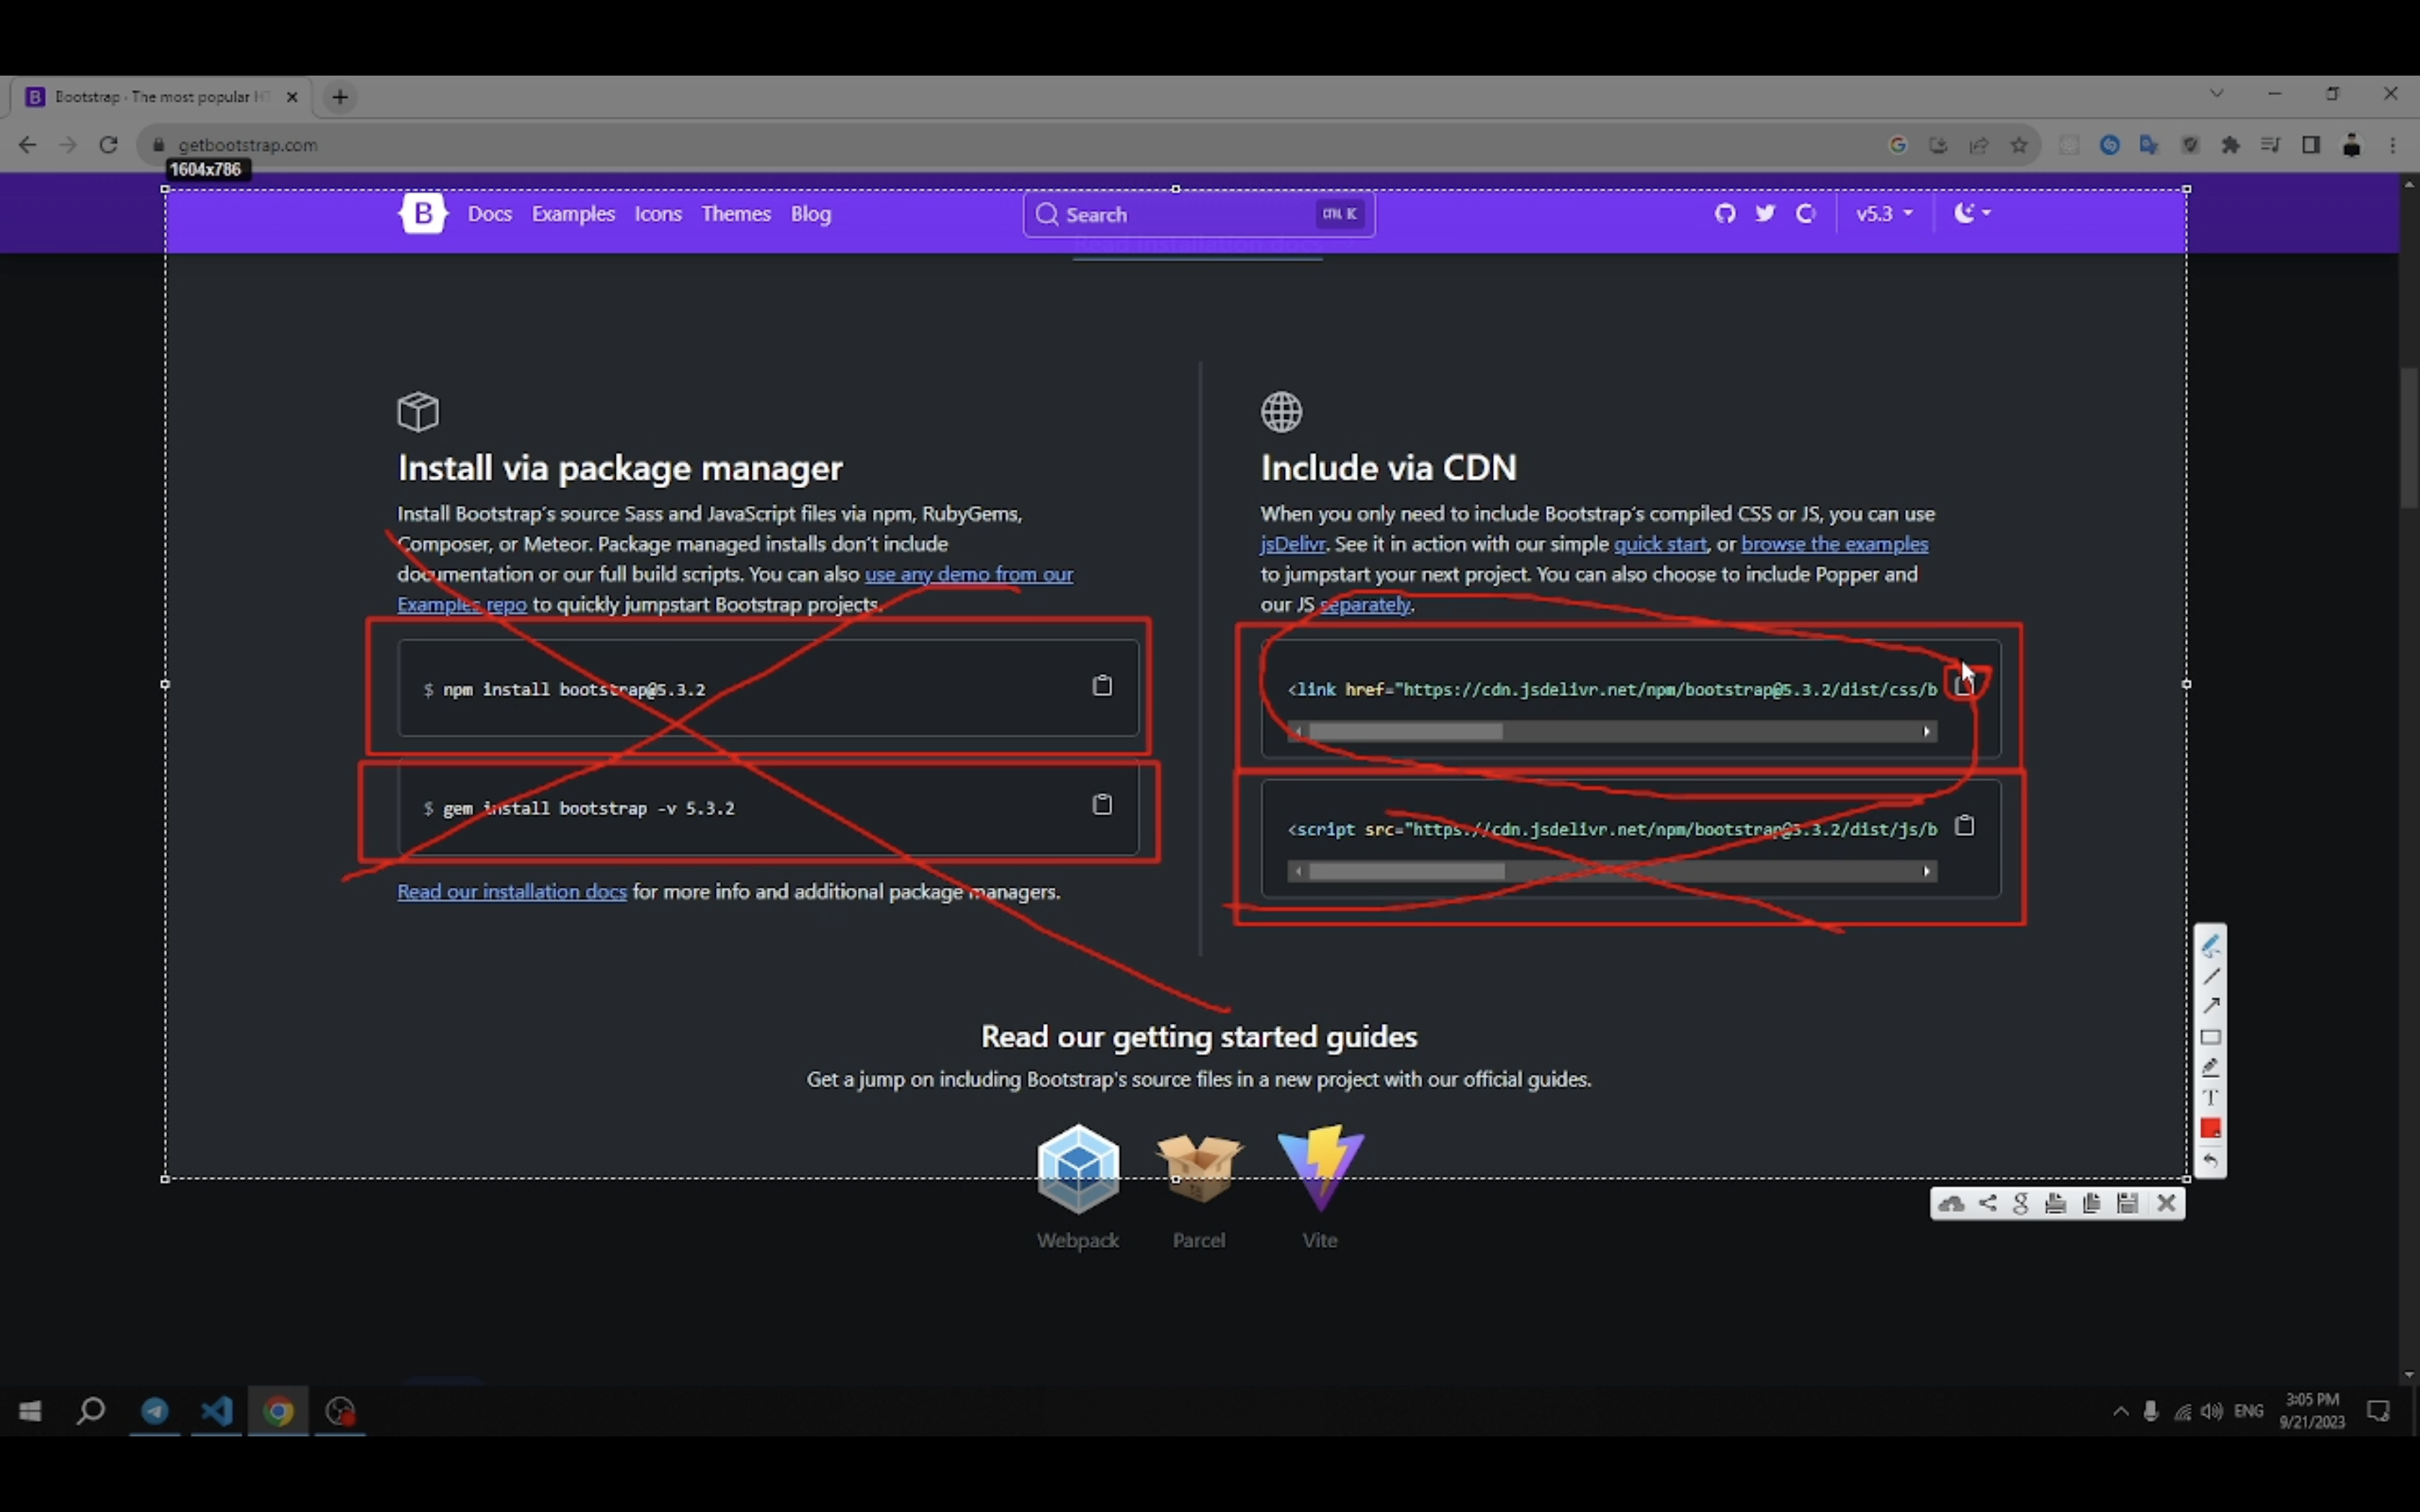 Bootstrap · The most popular HT
getbootstrap.com
1604x786
B Docs Examples Icons Themes Blog
Search
CTRL K
v5.3
Read installation docs
Install via package manager
Install Bootstrap's source Sass and JavaScript files via npm, RubyGems,
Composer, or Meteor. Package managed installs don't include
documentation or our full build scripts. You can also use any demo from our
Examples repo to quickly jumpstart Bootstrap projects.
$ npm install bootstrap@5.3.2
$ gem install bootstrap -v 5.3.2
Read our installation docs for more info and additional package managers.
Include via CDN
When you only need to include Bootstrap's compiled CSS or JS, you can use
jsDelivr. See it in action with our simple quick start, or browse the examples
to jumpstart your next project. You can also choose to include Popper and
our JS separately.
<link href="https://cdn.jsdelivr.net/npm/bootstrap@5.3.2/dist/css/b
<script src="https://cdn.jsdelivr.net/npm/bootstrap@5.3.2/dist/js/b
Read our getting started guides
Get a jump on including Bootstrap's source files in a new project with our official guides.
Webpack
Parcel
Vite
ENG
3:05 PM
9/21/2023